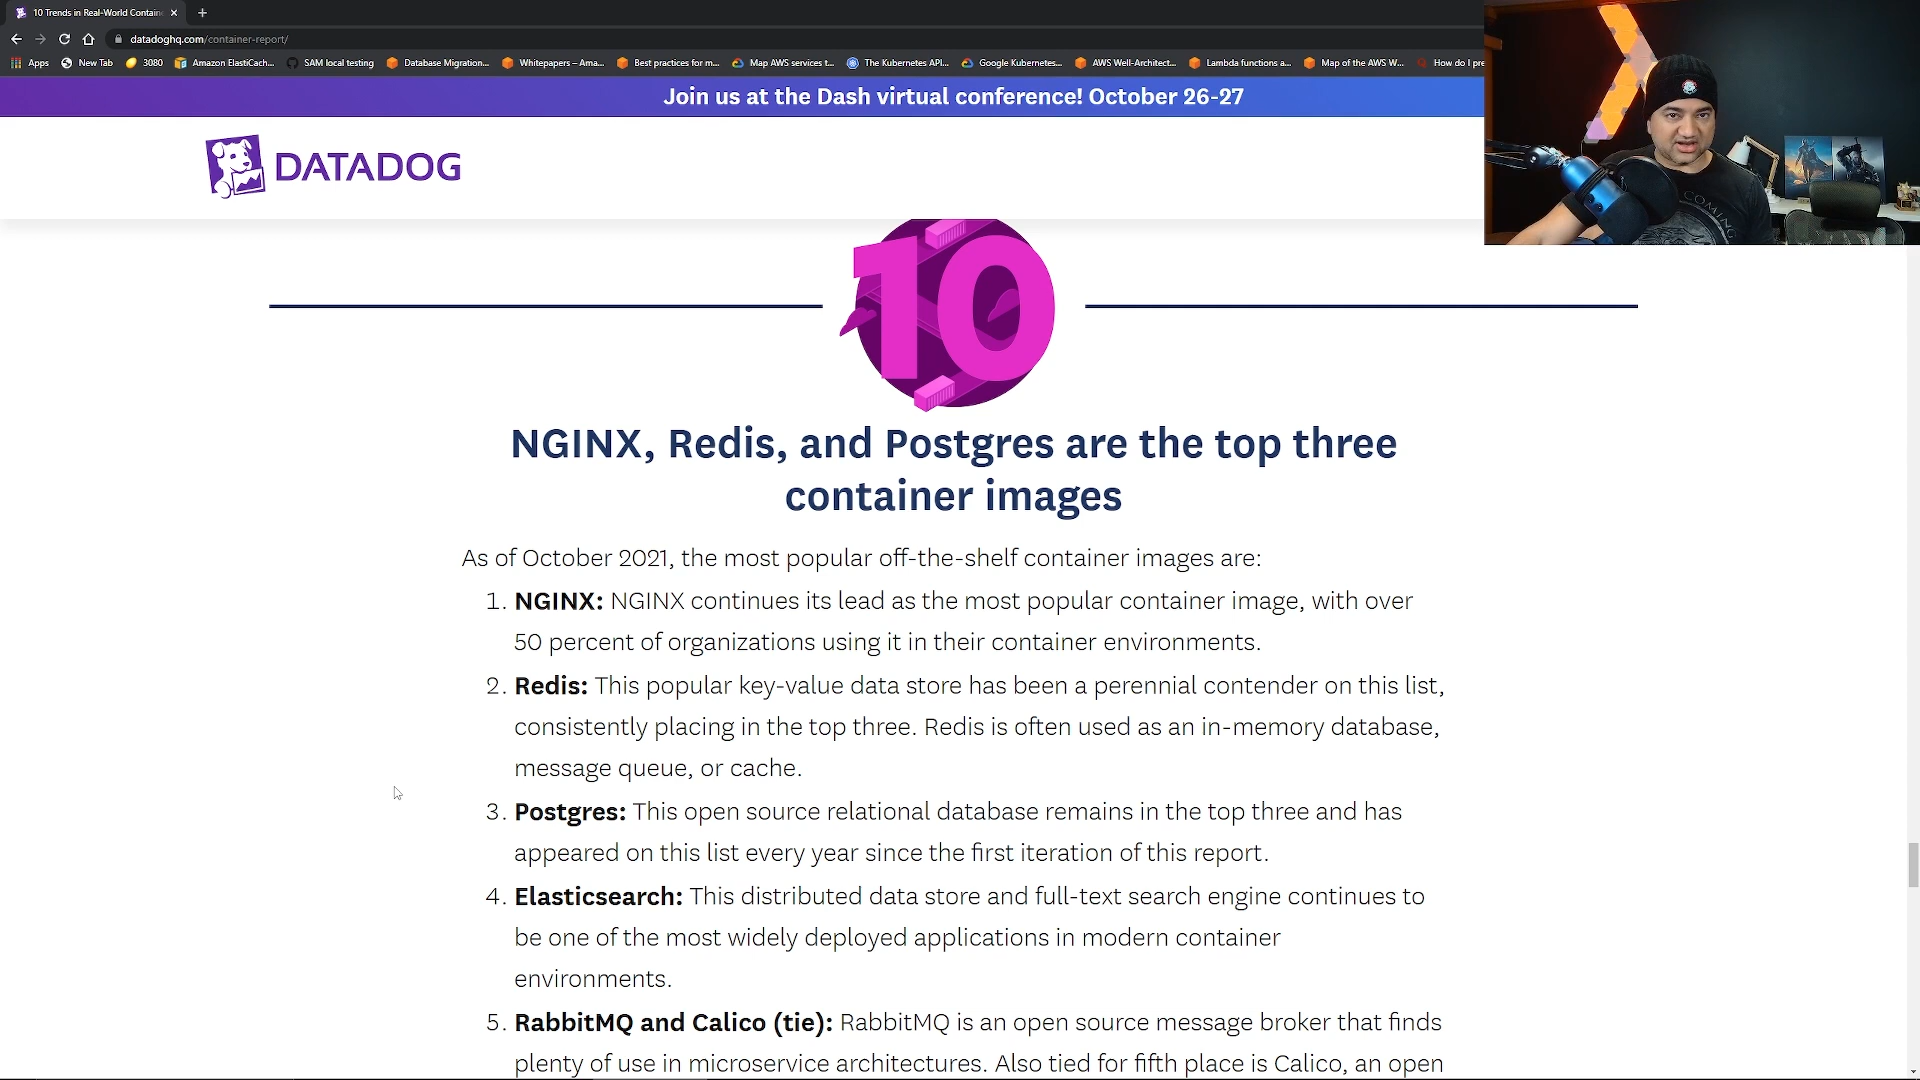 10 Trends in Real-World Contain
datadoghq.com/container-report/
Apps
New Tab
3080
Amazon ElastiCach...
SAM local testing
Database Migration...
Whitepapers – Ama...
Best practices for m...
Map AWS services t...
The Kubernetes API...
Google Kubernetes...
AWS Well-Architect...
Lambda functions a...
Map of the AWS W...
How do I pre
Join us at the Dash virtual conference! October 26-27
DATADOG
COMING
10
NGINX, Redis, and Postgres are the top three
container images
As of October 2021, the most popular off-the-shelf container images are:
1. NGINX: NGINX continues its lead as the most popular container image, with over
50 percent of organizations using it in their container environments.
2. Redis: This popular key-value data store has been a perennial contender on this list,
consistently placing in the top three. Redis is often used as an in-memory database,
message queue, or cache.
3. Postgres: This open source relational database remains in the top three and has
appeared on this list every year since the first iteration of this report.
4. Elasticsearch: This distributed data store and full-text search engine continues to
be one of the most widely deployed applications in modern container
environments.
5. RabbitMQ and Calico (tie): RabbitMQ is an open source message broker that finds
plenty of use in microservice architectures. Also tied for fifth place is Calico, an open